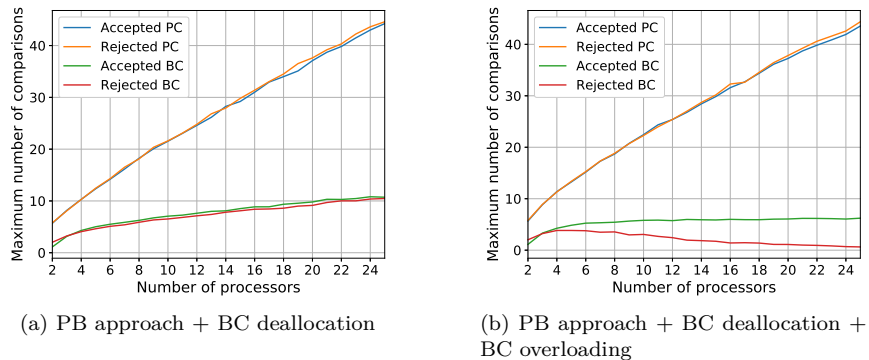 Maximum number of comparisons
40
30
20
10
0
Accepted PC
Rejected PC
Accepted BC
Rejected BC
2 4 6 8 10 12 14 16 18 20 22 24
Number of processors
(a) PB approach + BC deallocation
Maximum number of comparisons
40
30
20
10
0
Accepted PC
Rejected PC
Accepted BC
Rejected BC
2 4 6 8 10 12 14 16 18 20 22 24
Number of processors
(b) PB approach + BC deallocation +
BC overloading